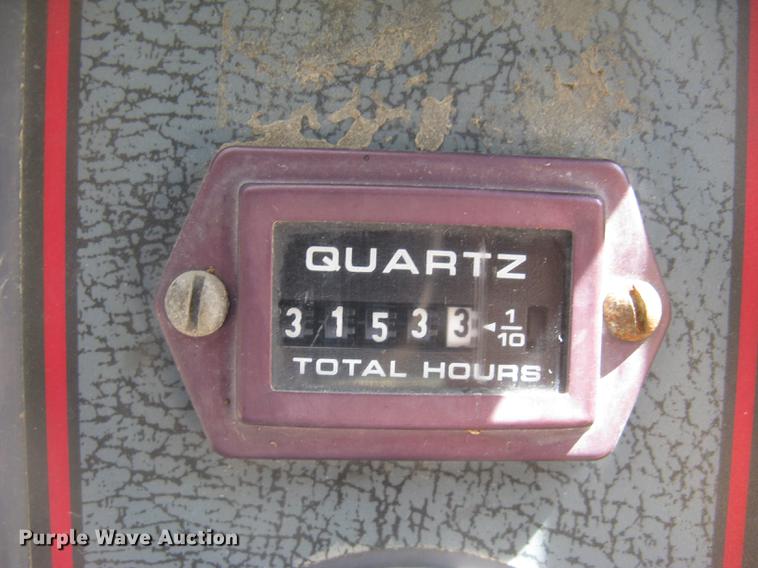 QUARTZ
3 1 5 3 3 ◄ 1/10
TOTAL HOURS
Purple Wave Auction